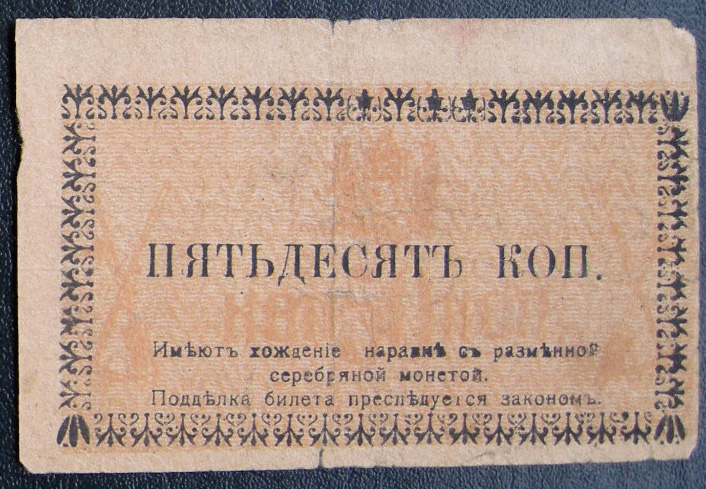 ПЯТЬДЕСЯТЪ КОП.
Имѣютъ хожденіе наравнѣ съ размѣнной
серебряной монетой.
Поддѣлка билета преслѣдуется закономъ.